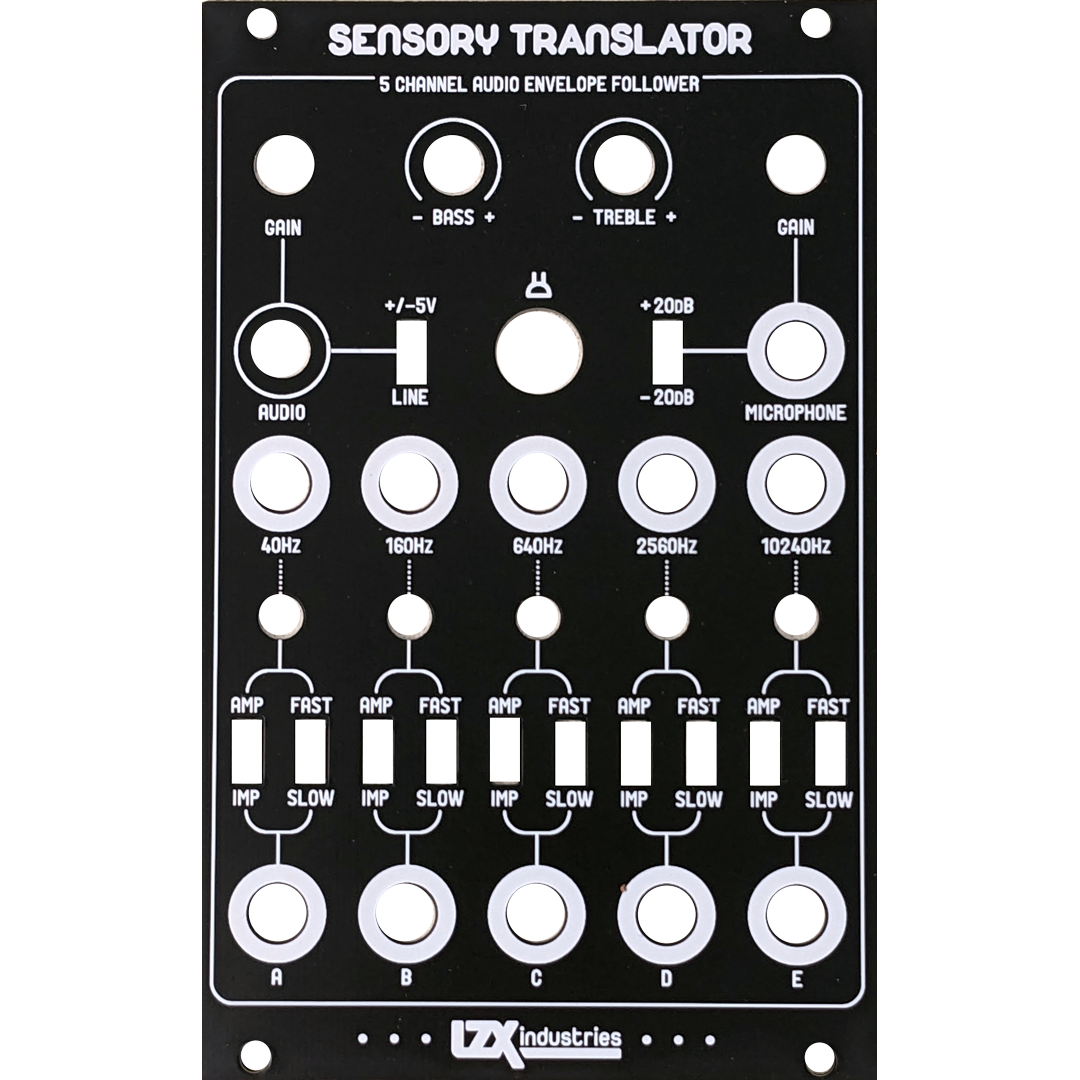 SENSORY TRANSLATOR
5 CHANNEL AUDIO ENVELOPE FOLLOWER
- BASS + - TREBLE +
GAIN GAIN
+/-5V +20DB
LINE -20DB
AUDIO MICROPHONE
40HZ 160HZ 640HZ 2560HZ 10240HZ
AMP FAST AMP FAST AMP FAST AMP FAST AMP FAST
IMP SLOW IMP SLOW IMP SLOW IMP SLOW IMP SLOW
A B C D E
LZX industries